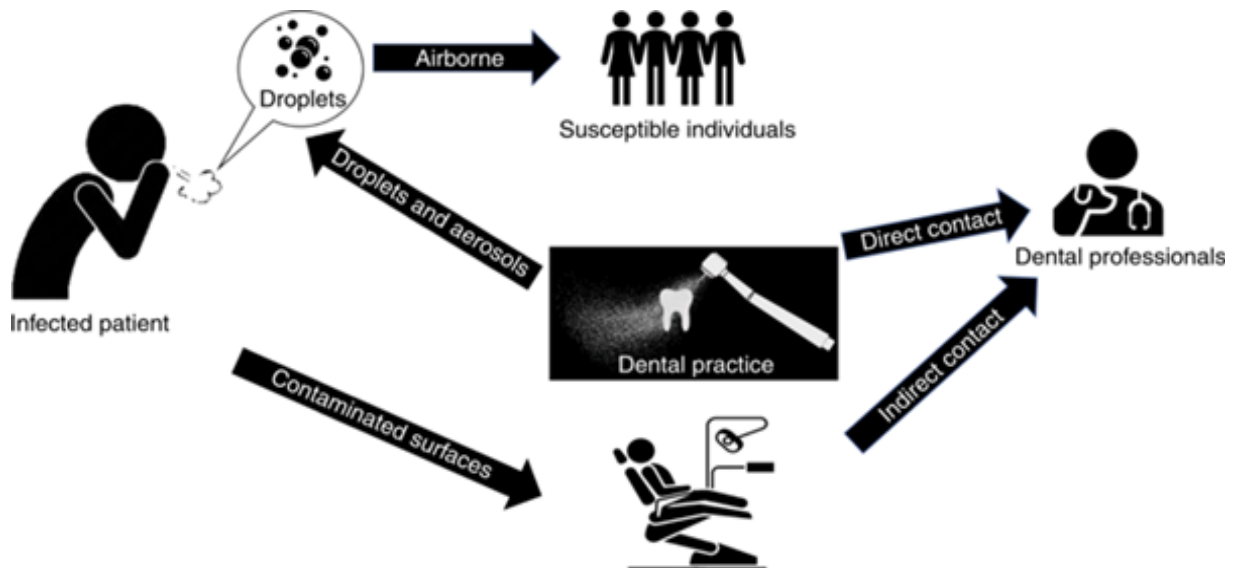 Droplets
Airborne
Susceptible individuals
Infected patient
Droplets and aerosols
Dental practice
Direct contact
Dental professionals
Contaminated surfaces
Indirect contact